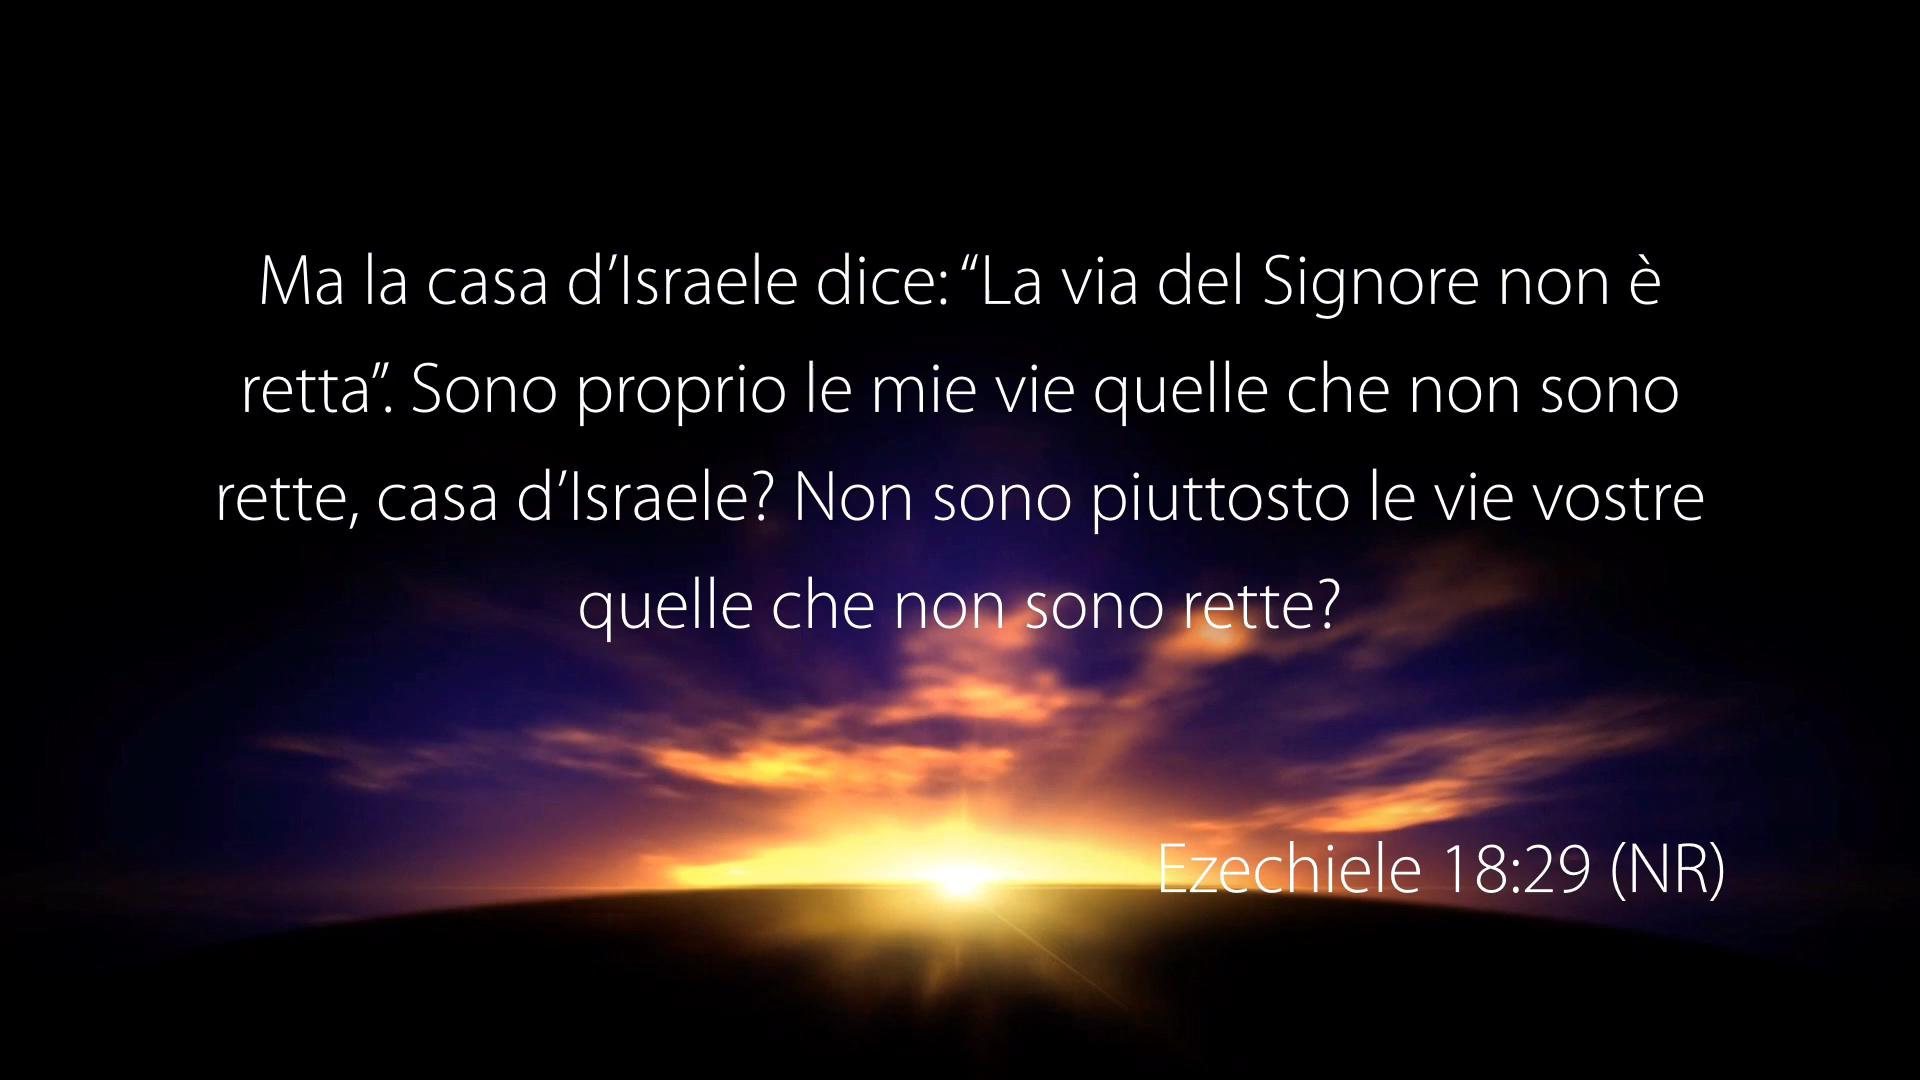 Ma la casa d’Israele dice: “La via del Signore non è
retta”. Sono proprio le mie vie quelle che non sono
rette, casa d’Israele? Non sono piuttosto le vie vostre
quelle che non sono rette?
Ezechiele 18:29 (NR)